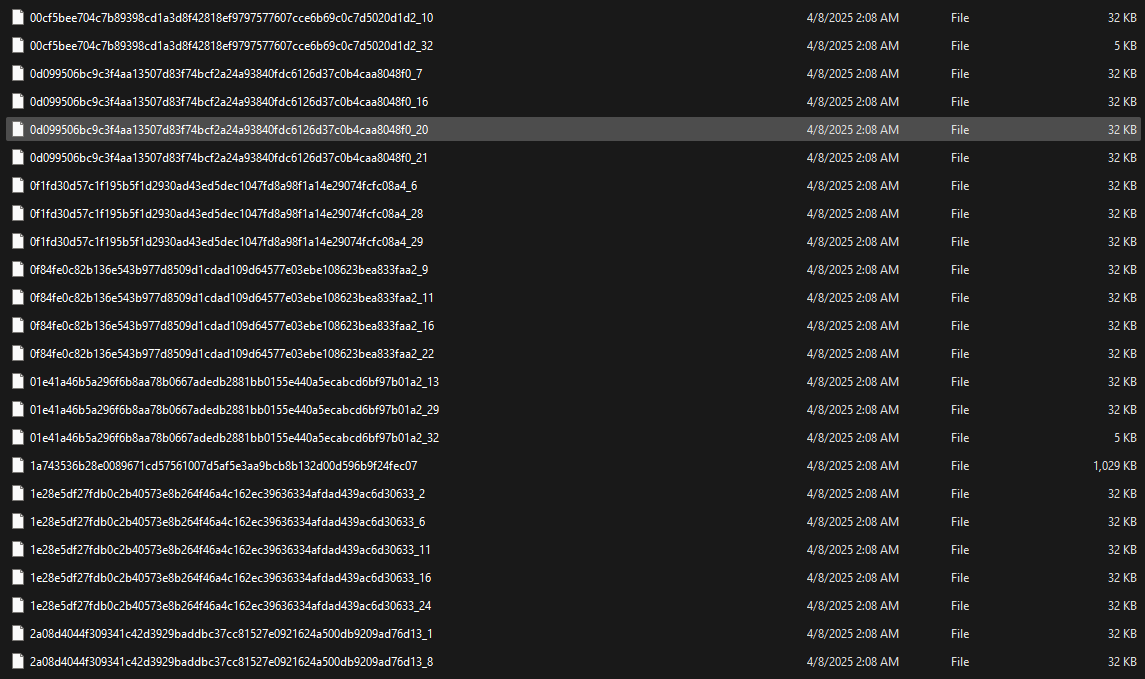 00cf5bee704c7b89398cd1a3d8f42818ef9797577607cce6b69c0c7d5020d1d2_10 4/8/2025 2:08 AM File 32 KB
00cf5bee704c7b89398cd1a3d8f42818ef9797577607cce6b69c0c7d5020d1d2_32 4/8/2025 2:08 AM File 5 KB
0d099506bc9c3f4aa13507d83f74bcf2a24a93840fdc6126d37c0b4caa8048f0_7 4/8/2025 2:08 AM File 32 KB
0d099506bc9c3f4aa13507d83f74bcf2a24a93840fdc6126d37c0b4caa8048f0_16 4/8/2025 2:08 AM File 32 KB
0d099506bc9c3f4aa13507d83f74bcf2a24a93840fdc6126d37c0b4caa8048f0_20 4/8/2025 2:08 AM File 32 KB
0d099506bc9c3f4aa13507d83f74bcf2a24a93840fdc6126d37c0b4caa8048f0_21 4/8/2025 2:08 AM File 32 KB
0f1fd30d57c1f195b5f1d2930ad43ed5dec1047fd8a98f1a14e29074fcfc08a4_6 4/8/2025 2:08 AM File 32 KB
0f1fd30d57c1f195b5f1d2930ad43ed5dec1047fd8a98f1a14e29074fcfc08a4_28 4/8/2025 2:08 AM File 32 KB
0f1fd30d57c1f195b5f1d2930ad43ed5dec1047fd8a98f1a14e29074fcfc08a4_29 4/8/2025 2:08 AM File 32 KB
0f84fe0c82b136e543b977d8509d1cdad109d64577e03ebe108623bea833faa2_9 4/8/2025 2:08 AM File 32 KB
0f84fe0c82b136e543b977d8509d1cdad109d64577e03ebe108623bea833faa2_11 4/8/2025 2:08 AM File 32 KB
0f84fe0c82b136e543b977d8509d1cdad109d64577e03ebe108623bea833faa2_16 4/8/2025 2:08 AM File 32 KB
0f84fe0c82b136e543b977d8509d1cdad109d64577e03ebe108623bea833faa2_22 4/8/2025 2:08 AM File 32 KB
01e41a46b5a296f6b8aa78b0667adedb2881bb0155e440a5ecabcd6bf97b01a2_13 4/8/2025 2:08 AM File 32 KB
01e41a46b5a296f6b8aa78b0667adedb2881bb0155e440a5ecabcd6bf97b01a2_29 4/8/2025 2:08 AM File 32 KB
01e41a46b5a296f6b8aa78b0667adedb2881bb0155e440a5ecabcd6bf97b01a2_32 4/8/2025 2:08 AM File 5 KB
1a743536b28e0089671cd57561007d5af5e3aa9bcb8b132d00d596b9f24fec07 4/8/2025 2:08 AM File 1,029 KB
1e28e5df27fdb0c2b40573e8b264f46a4c162ec39636334afdad439ac6d30633_2 4/8/2025 2:08 AM File 32 KB
1e28e5df27fdb0c2b40573e8b264f46a4c162ec39636334afdad439ac6d30633_6 4/8/2025 2:08 AM File 32 KB
1e28e5df27fdb0c2b40573e8b264f46a4c162ec39636334afdad439ac6d30633_11 4/8/2025 2:08 AM File 32 KB
1e28e5df27fdb0c2b40573e8b264f46a4c162ec39636334afdad439ac6d30633_16 4/8/2025 2:08 AM File 32 KB
1e28e5df27fdb0c2b40573e8b264f46a4c162ec39636334afdad439ac6d30633_24 4/8/2025 2:08 AM File 32 KB
2a08d4044f309341c42d3929baddbc37cc81527e0921624a500db9209ad76d13_1 4/8/2025 2:08 AM File 32 KB
2a08d4044f309341c42d3929baddbc37cc81527e0921624a500db9209ad76d13_8 4/8/2025 2:08 AM File 32 KB